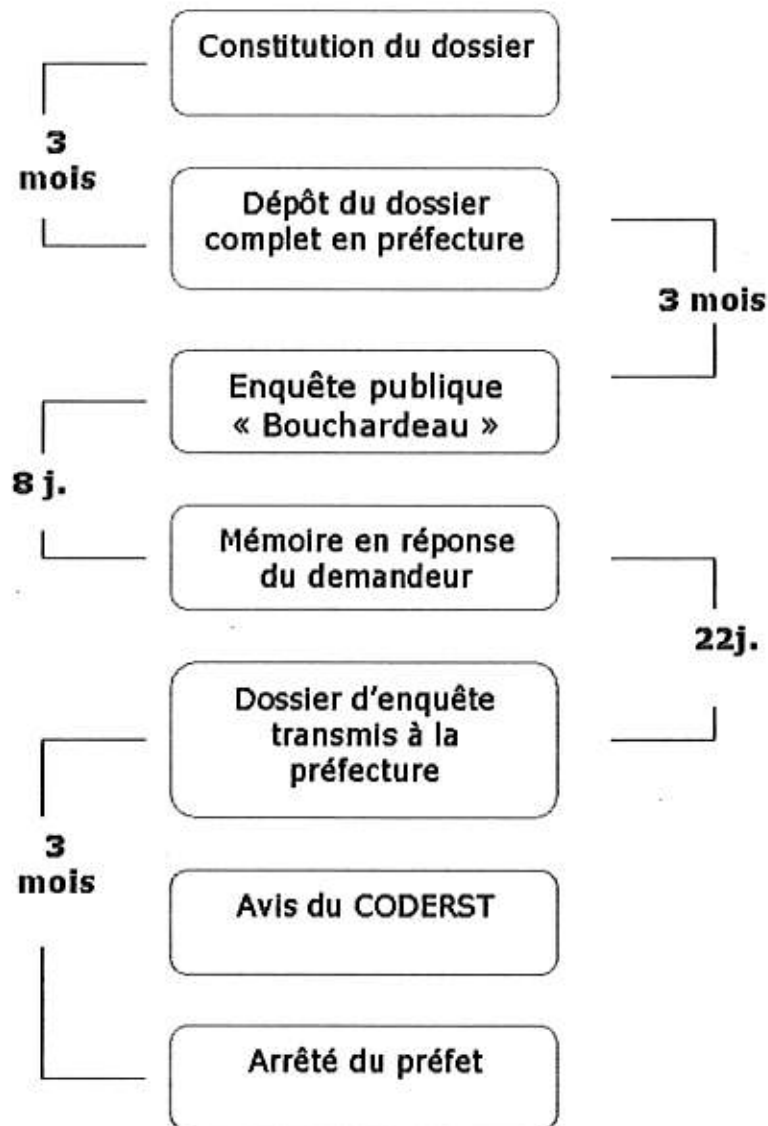 Constitution du dossier
3
mois
Dépôt du dossier
complet en préfecture
3 mois
Enquête publique
« Bouchardeau »
8 j.
Mémoire en réponse
du demandeur
22j.
Dossier d'enquête
transmis à la
préfecture
3
mois
Avis du CODERST
Arrêté du préfet